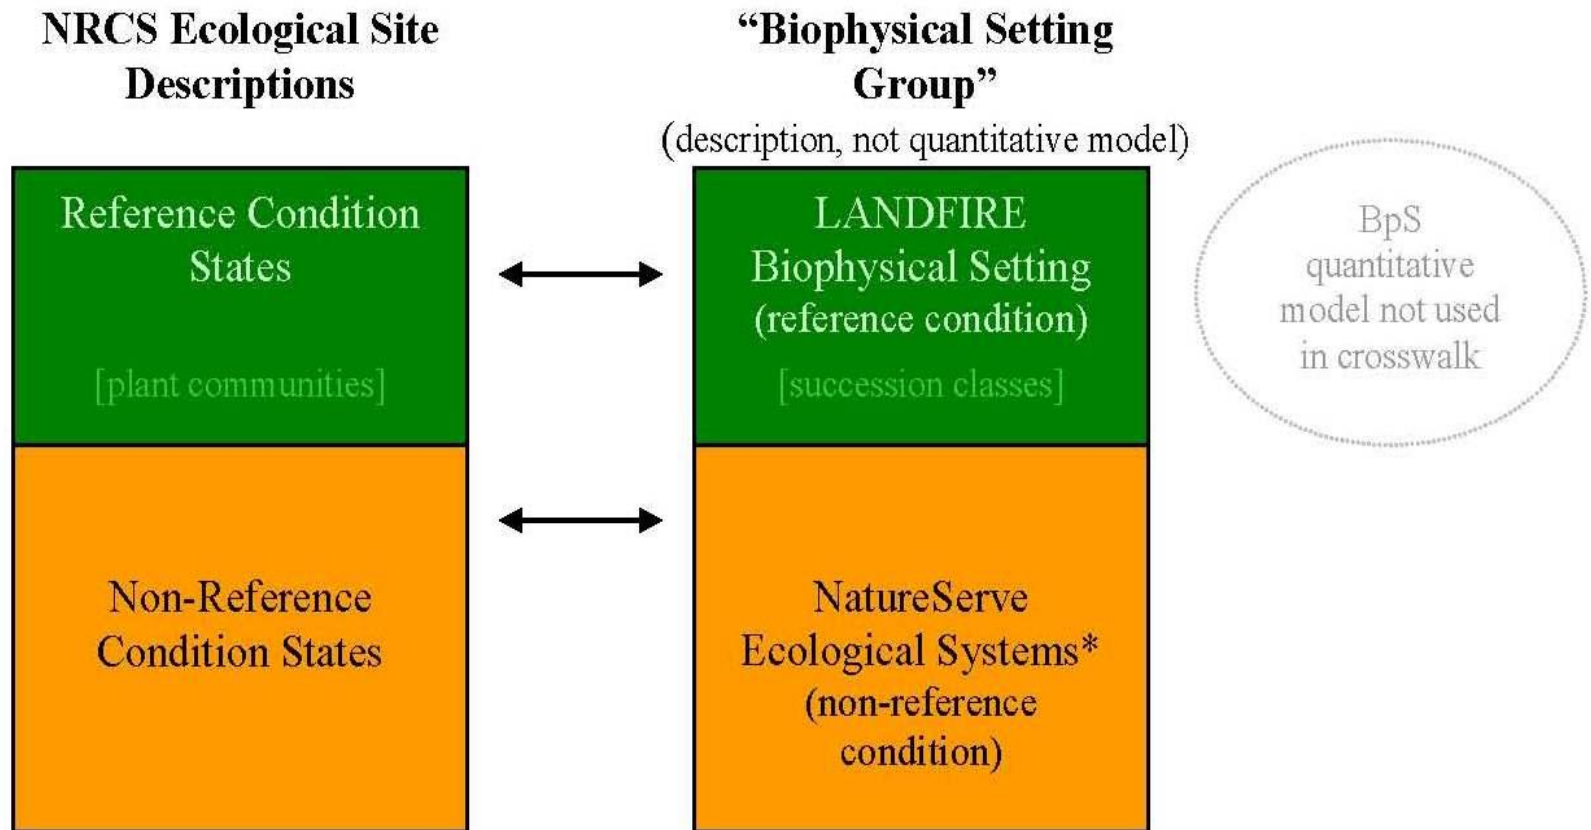 NRCS Ecological Site
Descriptions
“Biophysical Setting
Group”
(description, not quantitative model)
Reference Condition
States
[plant communities]
LANDFIRE
Biophysical Setting
(reference condition)
[succession classes]
BpS
quantitative
model not used
in crosswalk
Non-Reference
Condition States
NatureServe
Ecological Systems*
(non-reference
condition)